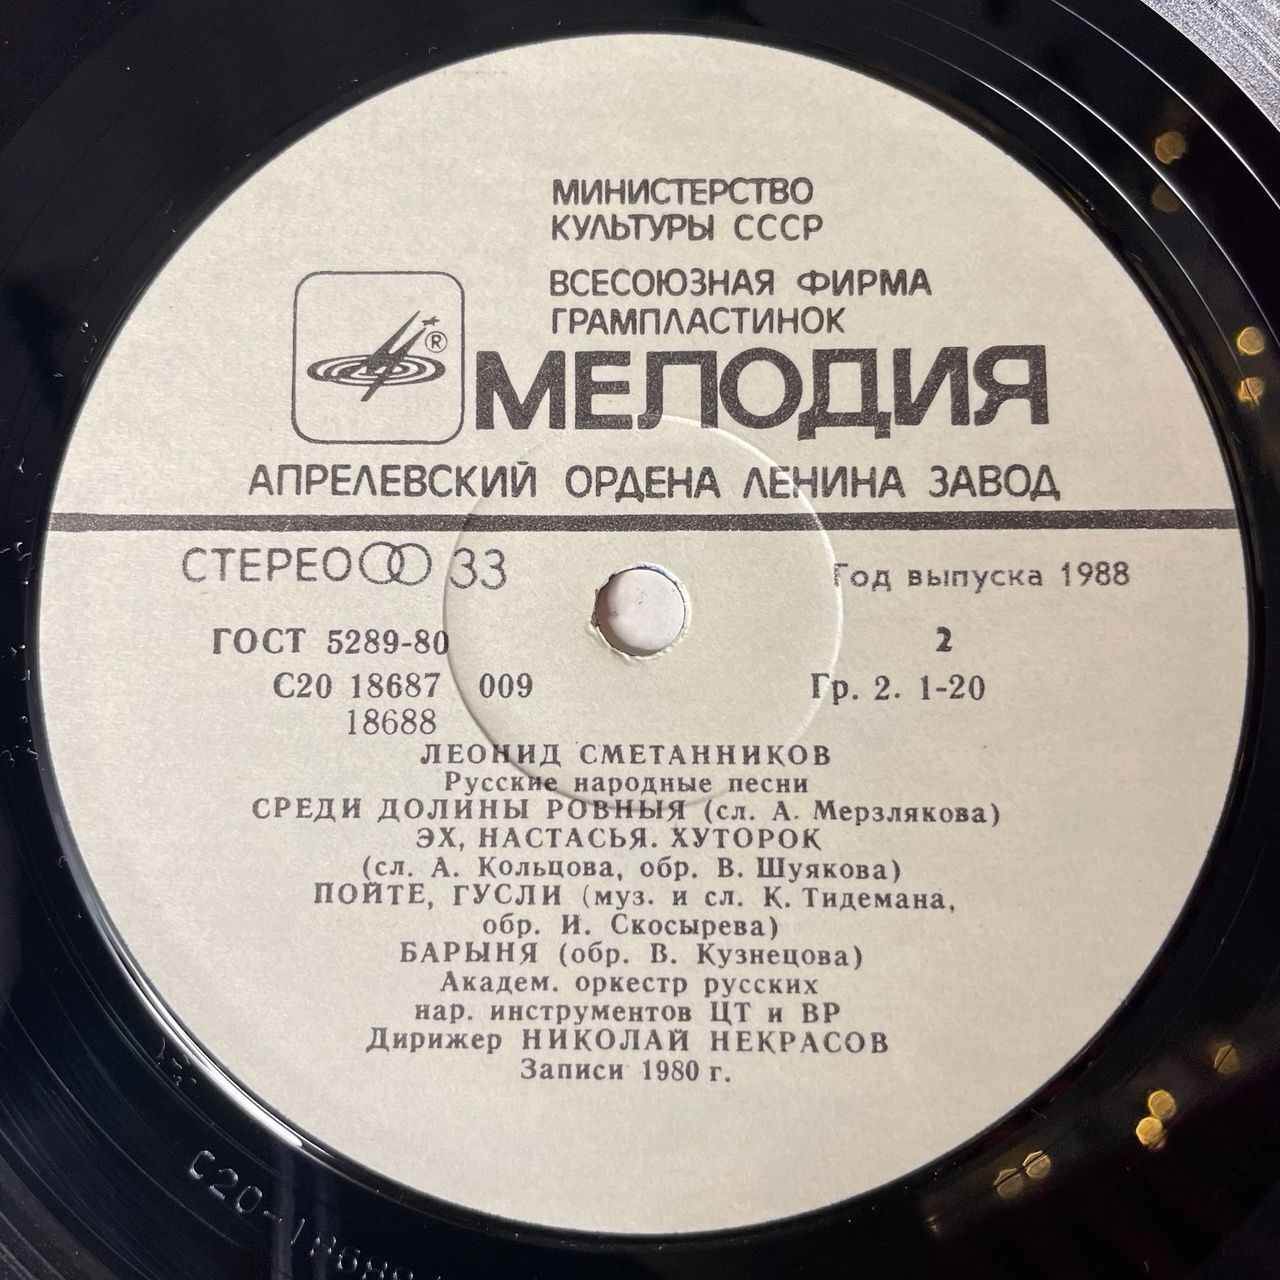 МИНИСТЕРСТВО
КУЛЬТУРЫ СССР
ВСЕСОЮЗНАЯ ФИРМА
ГРАМПЛАСТИНОК
®
МЕЛОДИЯ
АПРЕЛЕВСКИЙ ОРДЕНА ЛЕНИНА ЗАВОД
СТЕРЕО 33 Год выпуска 1988
ГОСТ 5289-80 2
С20 18687 009 Гр. 2. 1-20
18688
ЛЕОНИД СМЕТАННИКОВ
Русские народные песни
СРЕДИ ДОЛИНЫ РОВНЫЯ (сл. А. Мерзлякова)
ЭХ, НАСТАСЬЯ. ХУТОРОК
(сл. А. Кольцова, обр. В. Шуякова)
ПОЙТЕ, ГУСЛИ (муз. и сл. К. Тидемана,
обр. И. Скосырева)
БАРЫНЯ (обр. В. Кузнецова)
Академ. оркестр русских
нар. инструментов ЦТ и ВР
Дирижер НИКОЛАЙ НЕКРАСОВ
Записи 1980 г.